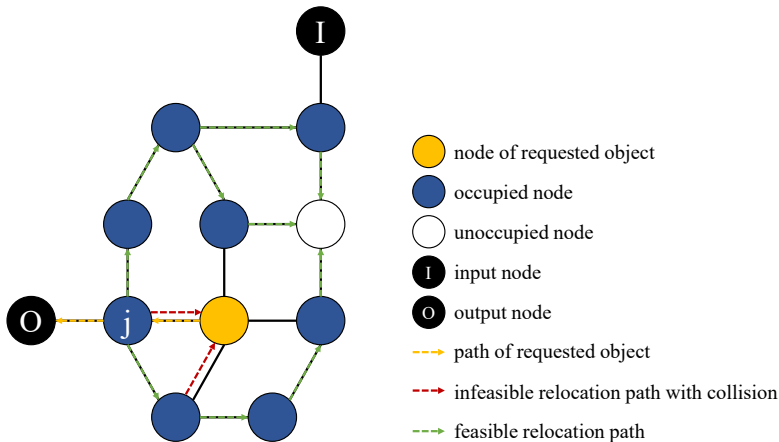 I
node of requested object
occupied node
unoccupied node
I input node
O output node
O
j
path of requested object
infeasible relocation path with collision
feasible relocation path